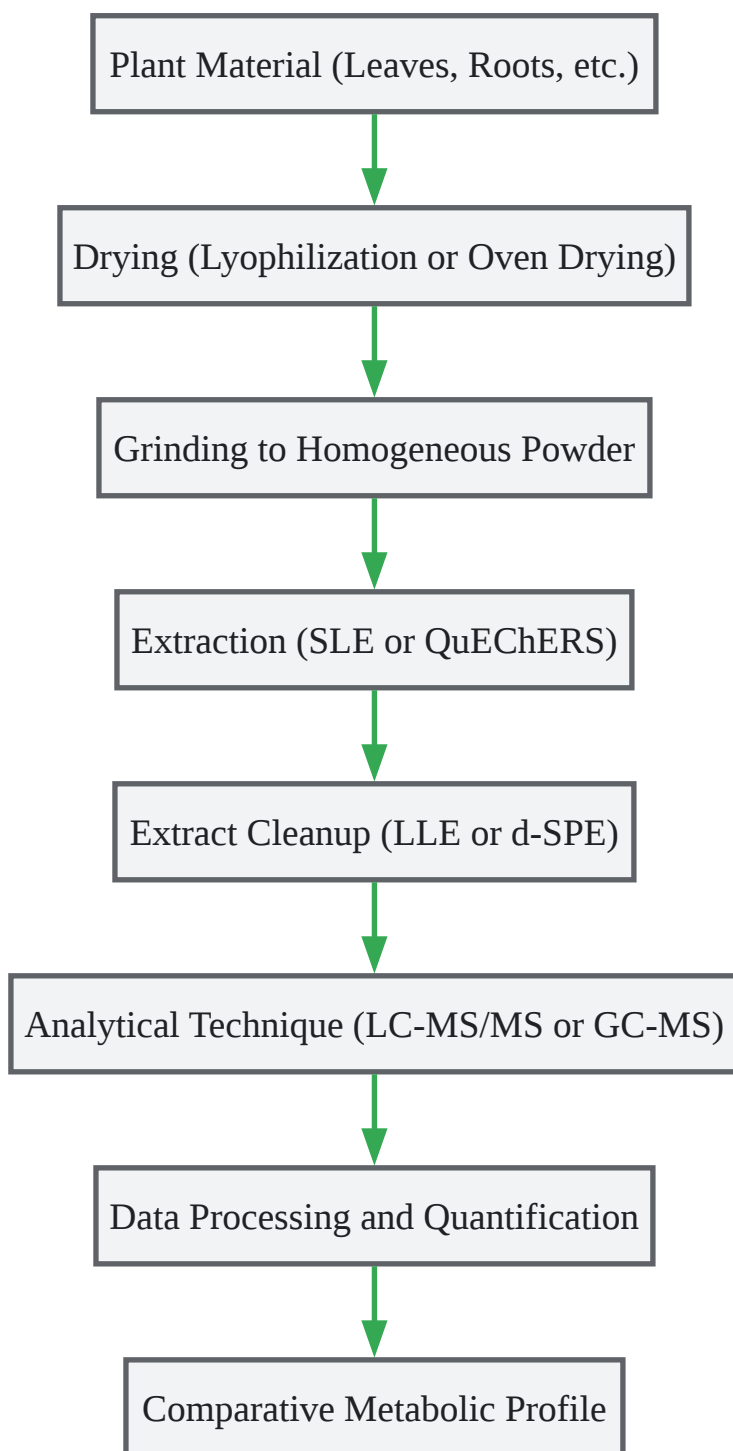 Plant Material (Leaves, Roots, etc.)
Drying (Lyophilization or Oven Drying)
Grinding to Homogeneous Powder
Extraction (SLE or QuEChERS)
Extract Cleanup (LLE or d-SPE)
Analytical Technique (LC-MS/MS or GC-MS)
Data Processing and Quantification
Comparative Metabolic Profile